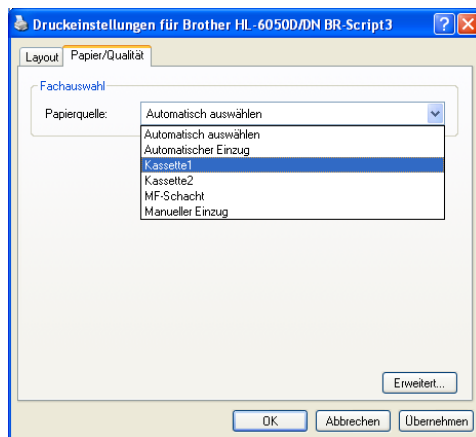 Druckeinstellungen für Brother HL-6050D/DN BR-Script3
Layout Papier/Qualität
Fachauswahl
Papierquelle: Automatisch auswählen
Automatisch auswählen
Automatischer Einzug
Kassette1
Kassette2
MF-Schacht
Manueller Einzug
Erweitert...
OK Abbrechen Übernehmen